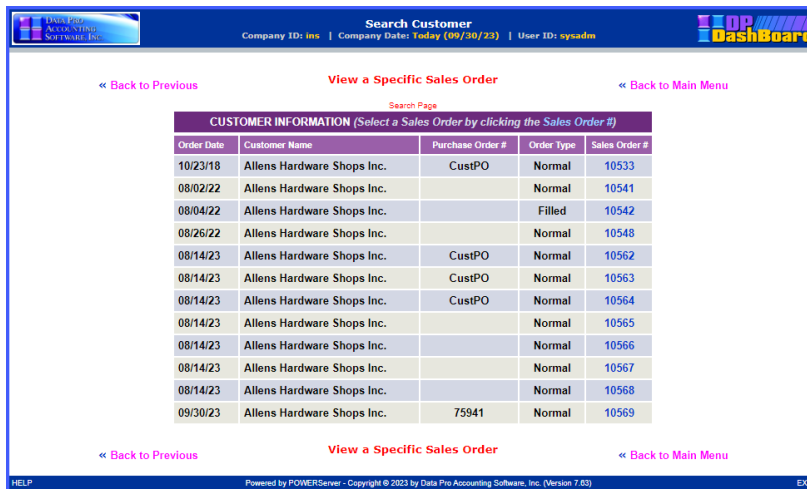 DATA PRO
ACCOUNTING
SOFTWARE, INC.
Search Customer
Company ID: ins | Company Date: Today (09/30/23) | User ID: sysadm
DP
DashBoard
« Back to Previous
View a Specific Sales Order
« Back to Main Menu
Search Page
CUSTOMER INFORMATION (Select a Sales Order by clicking the Sales Order #)
Order Date Customer Name Purchase Order # Order Type Sales Order #
10/23/18 Allens Hardware Shops Inc. CustPO Normal 10533
08/02/22 Allens Hardware Shops Inc. Normal 10541
08/04/22 Allens Hardware Shops Inc. Filled 10542
08/26/22 Allens Hardware Shops Inc. Normal 10548
08/14/23 Allens Hardware Shops Inc. CustPO Normal 10562
08/14/23 Allens Hardware Shops Inc. CustPO Normal 10563
08/14/23 Allens Hardware Shops Inc. CustPO Normal 10564
08/14/23 Allens Hardware Shops Inc. Normal 10565
08/14/23 Allens Hardware Shops Inc. Normal 10566
08/14/23 Allens Hardware Shops Inc. Normal 10567
08/14/23 Allens Hardware Shops Inc. Normal 10568
09/30/23 Allens Hardware Shops Inc. 75941 Normal 10569
« Back to Previous
View a Specific Sales Order
« Back to Main Menu
HELP Powered by POWERServer - Copyright © 2023 by Data Pro Accounting Software, Inc. (Version 7.63) EX